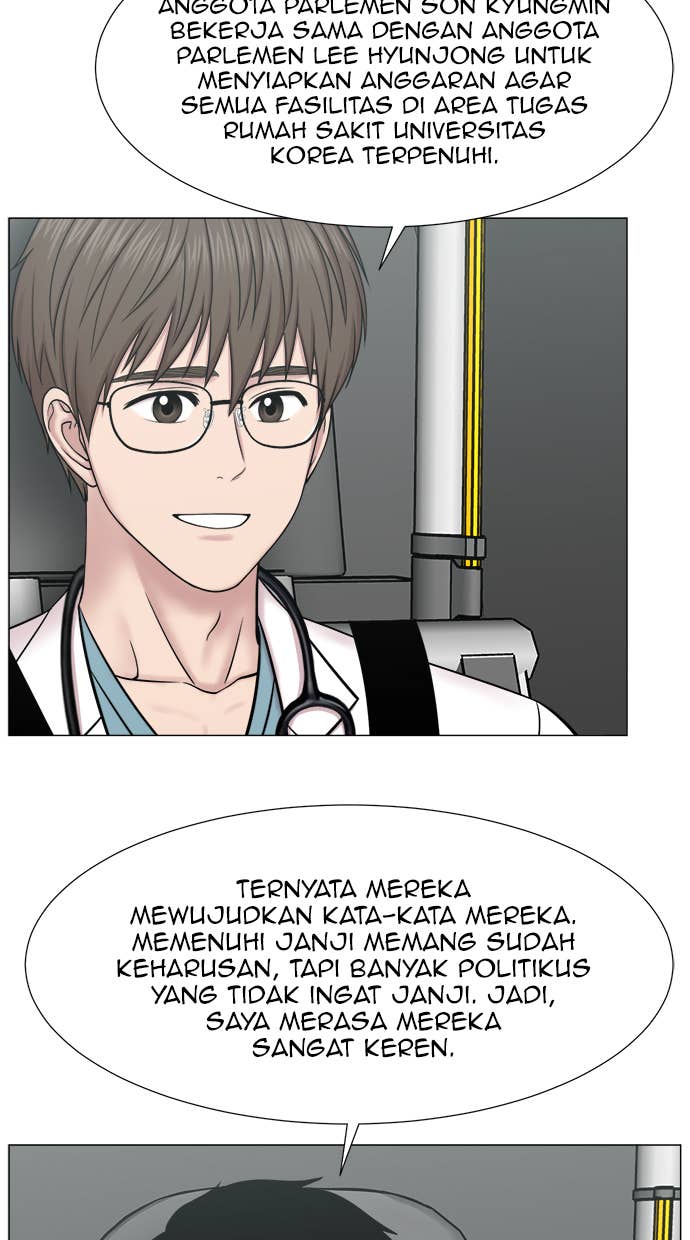 ANGGOTA PARLEMEN SON KYUNGMIN
BEKERJA SAMA DENGAN ANGGOTA
PARLEMEN LEE HYUNJONG UNTUK
MENYIAPKAN ANGGARAN AGAR
SEMUA FASILITAS DI AREA TUGAS
RUMAH SAKIT UNIVERSITAS
KOREA TERPENUHI.
TERNYATA MEREKA
MEWUJUDKAN KATA-KATA MEREKA.
MEMENUHI JANJI MEMANG SUDAH
KEHARUSAN, TAPI BANYAK POLITIKUS
YANG TIDAK INGAT JANJI. JADI,
SAYA MERASA MEREKA
SANGAT KEREN.